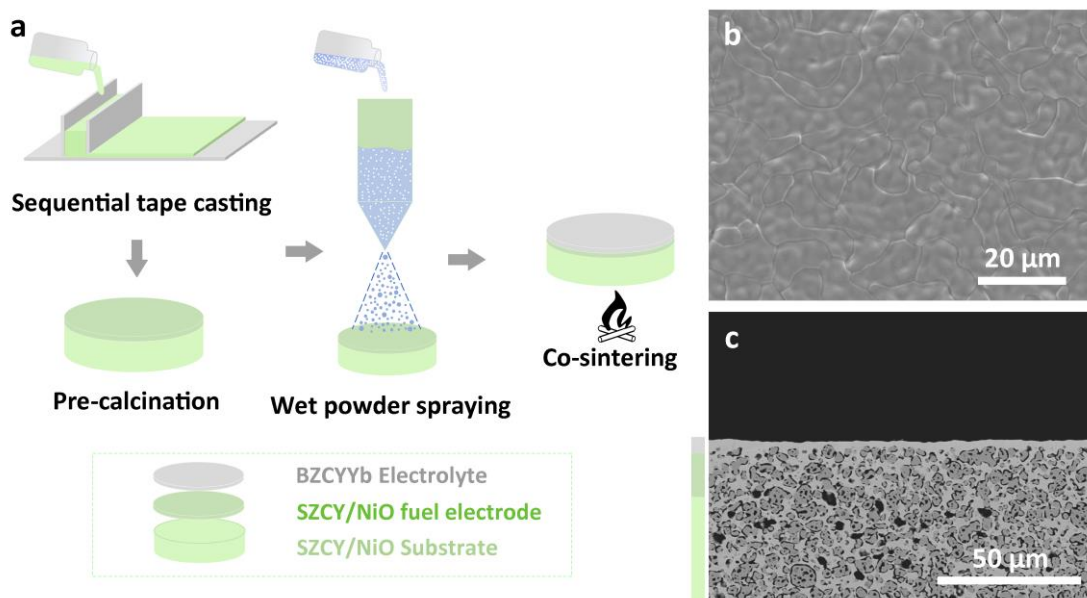 a
Sequential tape casting
Pre-calcination
Wet powder spraying
Co-sintering
BZCYYb Electrolyte
SZCY/NiO fuel electrode
SZCY/NiO Substrate
b
20 µm
c
50 µm